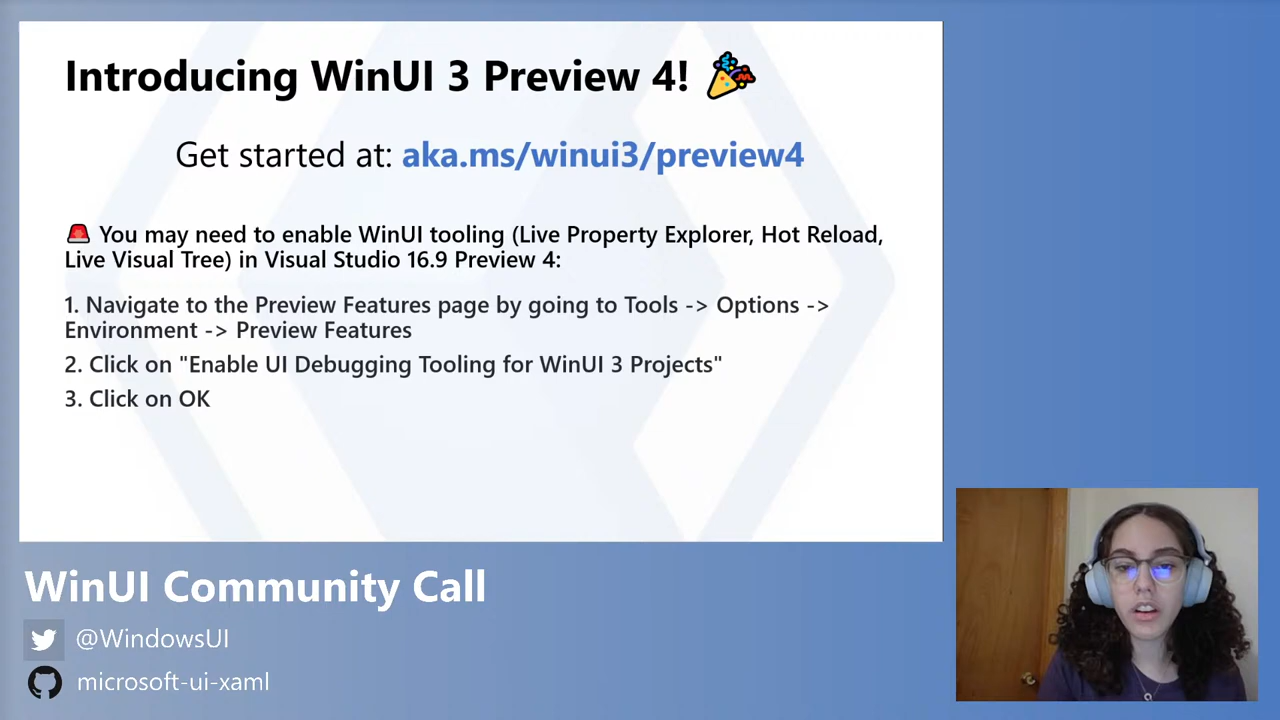 Introducing WinUI 3 Preview 4! 🎉
Get started at: aka.ms/winui3/preview4
🚨 You may need to enable WinUI tooling (Live Property Explorer, Hot Reload,
Live Visual Tree) in Visual Studio 16.9 Preview 4:
1. Navigate to the Preview Features page by going to Tools -> Options ->
Environment -> Preview Features
2. Click on "Enable UI Debugging Tooling for WinUI 3 Projects"
3. Click on OK
WinUI Community Call
@WindowsUI
microsoft-ui-xaml